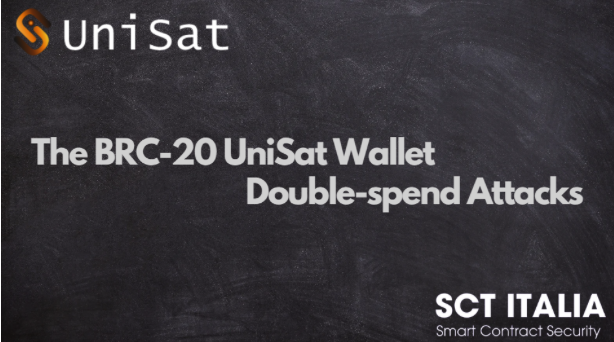 UniSat
The BRC-20 UniSat Wallet
Double-spend Attacks
SCT ITALIA
Smart Contract Security